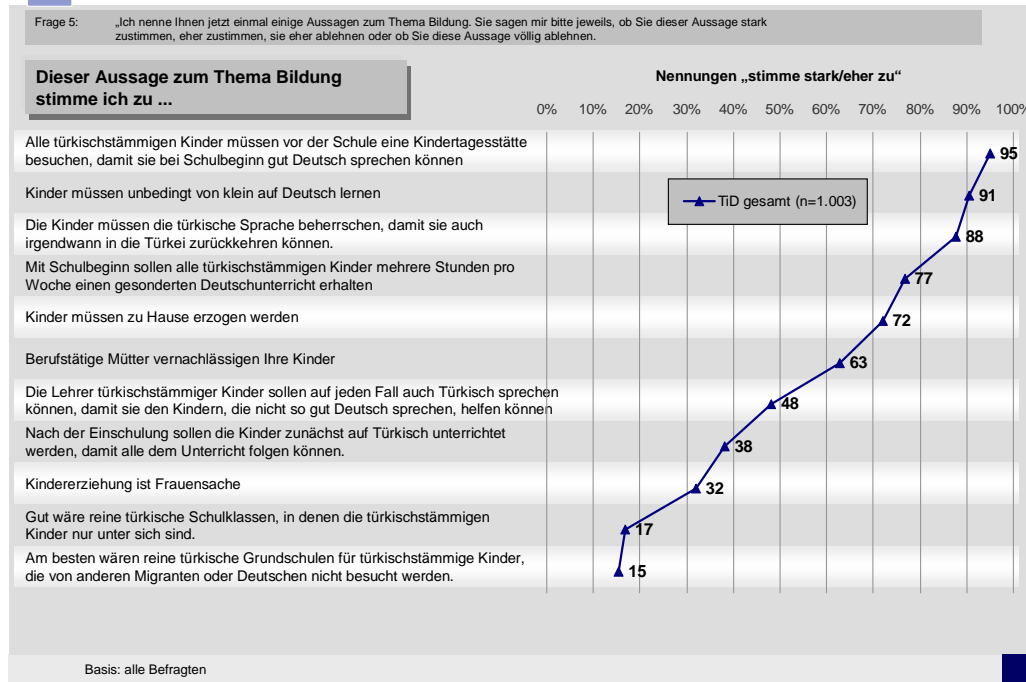 Frage 5: „Ich nenne Ihnen jetzt einmal einige Aussagen zum Thema Bildung. Sie sagen mir bitte jeweils, ob Sie dieser Aussage stark
zustimmen, eher zustimmen, sie eher ablehnen oder ob Sie diese Aussage völlig ablehnen.
Dieser Aussage zum Thema Bildung
stimme ich zu ...
Nennungen „stimme stark/eher zu“
0% 10% 20% 30% 40% 50% 60% 70% 80% 90% 100%
Alle türkischstämmigen Kinder müssen vor der Schule eine Kindertagesstätte
besuchen, damit sie bei Schulbeginn gut Deutsch sprechen können
95
Kinder müssen unbedingt von klein auf Deutsch lernen
91
TiD gesamt (n=1.003)
Die Kinder müssen die türkische Sprache beherrschen, damit sie auch
irgendwann in die Türkei zurückkehren können.
88
Mit Schulbeginn sollen alle türkischstämmigen Kinder mehrere Stunden pro
Woche einen gesonderten Deutschunterricht erhalten
77
Kinder müssen zu Hause erzogen werden
72
Berufstätige Mütter vernachlässigen Ihre Kinder
63
Die Lehrer türkischstämmiger Kinder sollen auf jeden Fall auch Türkisch sprechen
können, damit sie den Kindern, die nicht so gut Deutsch sprechen, helfen können
48
Nach der Einschulung sollen die Kinder zunächst auf Türkisch unterrichtet
werden, damit alle dem Unterricht folgen können.
38
Kindererziehung ist Frauensache
32
Gut wäre reine türkische Schulklassen, in denen die türkischstämmigen
Kinder nur unter sich sind.
17
Am besten wären reine türkische Grundschulen für türkischstämmige Kinder,
die von anderen Migranten oder Deutschen nicht besucht werden.
15
Basis: alle Befragten